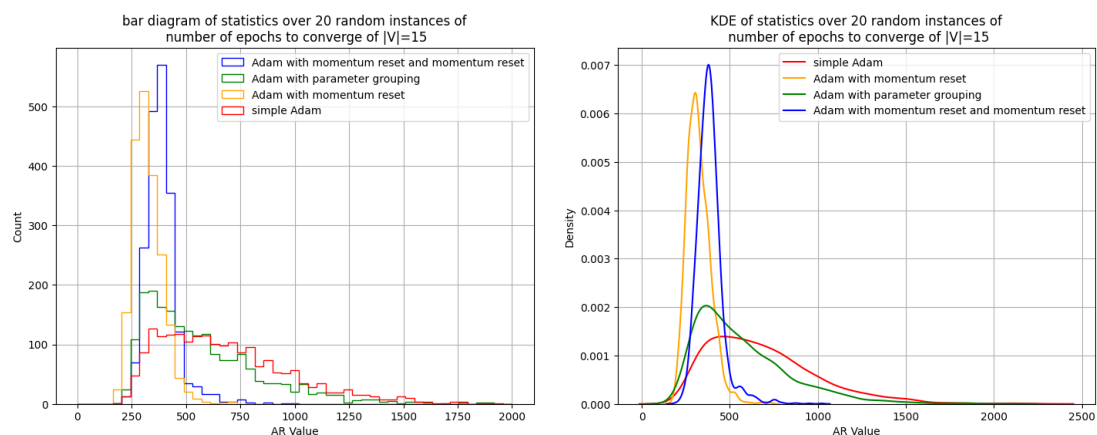 bar diagram of statistics over 20 random instances of
number of epochs to converge of |V|=15
Adam with momentum reset and momentum reset
Adam with parameter grouping
Adam with momentum reset
simple Adam
Count
500
400
300
200
100
0
0 250 500 750 1000 1250 1500 1750 2000
AR Value
KDE of statistics over 20 random instances of
number of epochs to converge of |V|=15
simple Adam
Adam with momentum reset
Adam with parameter grouping
Adam with momentum reset and momentum reset
Density
0.007
0.006
0.005
0.004
0.003
0.002
0.001
0.000
0 500 1000 1500 2000 2500
AR Value